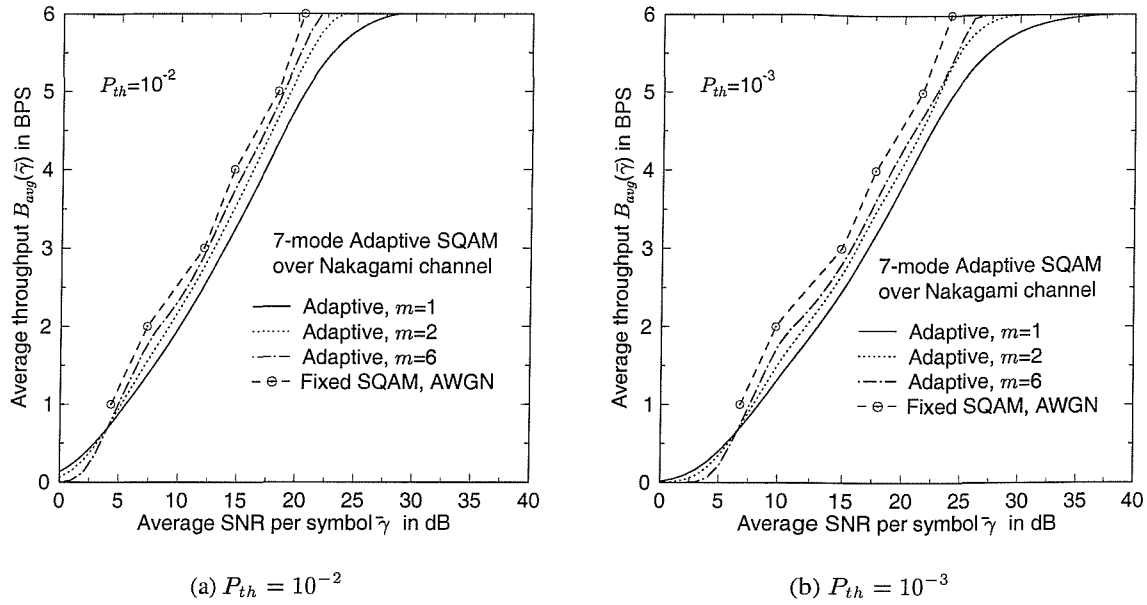 6
5
4
3
2
1
0
Average throughput B_avg(γ̄) in BPS
P_th=10^-2
7-mode Adaptive SQAM
over Nakagami channel
Adaptive, m=1
Adaptive, m=2
Adaptive, m=6
Fixed SQAM, AWGN
0 5 10 15 20 25 30 35 40
Average SNR per symbol γ̄ in dB
(a) P_th = 10^-2
6
5
4
3
2
1
0
Average throughput B_avg(γ̄) in BPS
P_th=10^-3
7-mode Adaptive SQAM
over Nakagami channel
Adaptive, m=1
Adaptive, m=2
Adaptive, m=6
Fixed SQAM, AWGN
0 5 10 15 20 25 30 35 40
Average SNR per symbol γ̄ in dB
(b) P_th = 10^-3